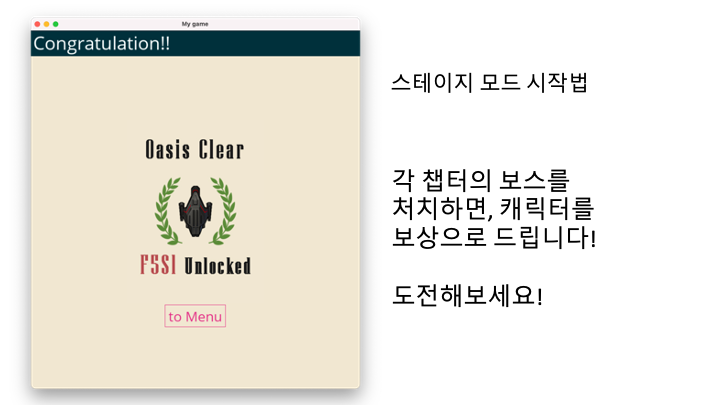 My game
Congratulation!!
Oasis Clear
F5S1 Unlocked
to Menu
스테이지 모드 시작법
각 챕터의 보스를
처치하면, 캐릭터를
보상으로 드립니다!
도전해보세요!